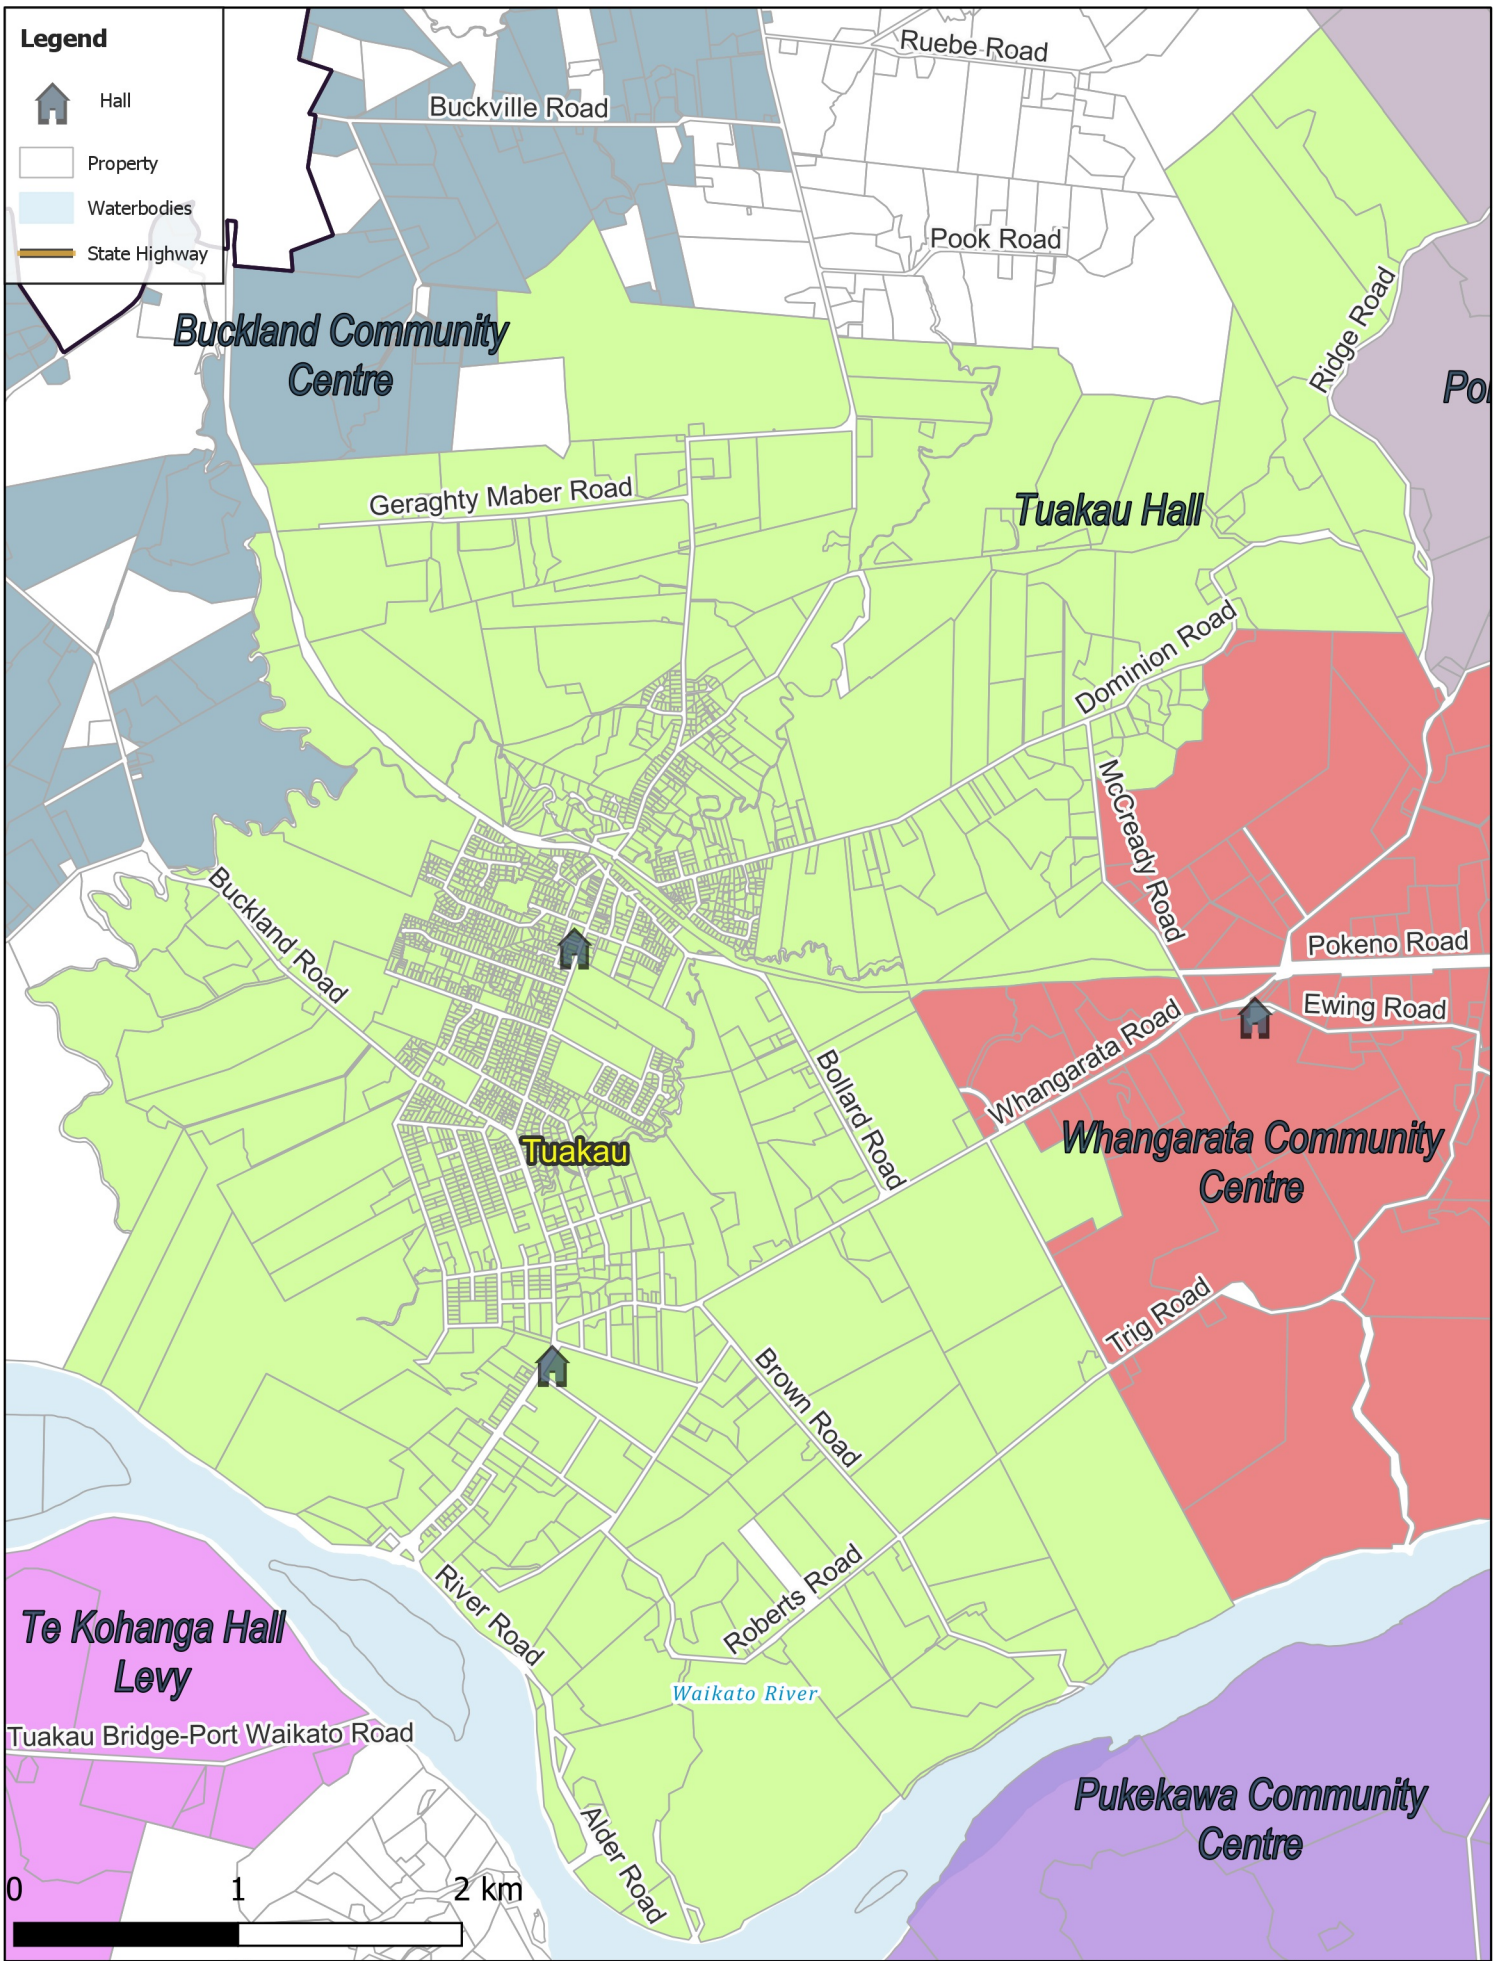 Legend
Hall
Property
Waterbodies
State Highway
Ruebe Road
Buckville Road
Pook Road
Ridge Road
Buckland Community
Centre
Geraghty Maber Road
Tuakau Hall
Dominion Road
McCready Road
Buckland Road
Pokeno Road
Ewing Road
Whangarata Road
Bollard Road
Whangarata Community
Centre
Tuakau
Trig Road
Brown Road
Roberts Road
River Road
Te Kohanga Hall
Levy
Waikato River
Tuakau Bridge-Port Waikato Road
Pukekawa Community
Centre
Alder Road
0 1 2 km